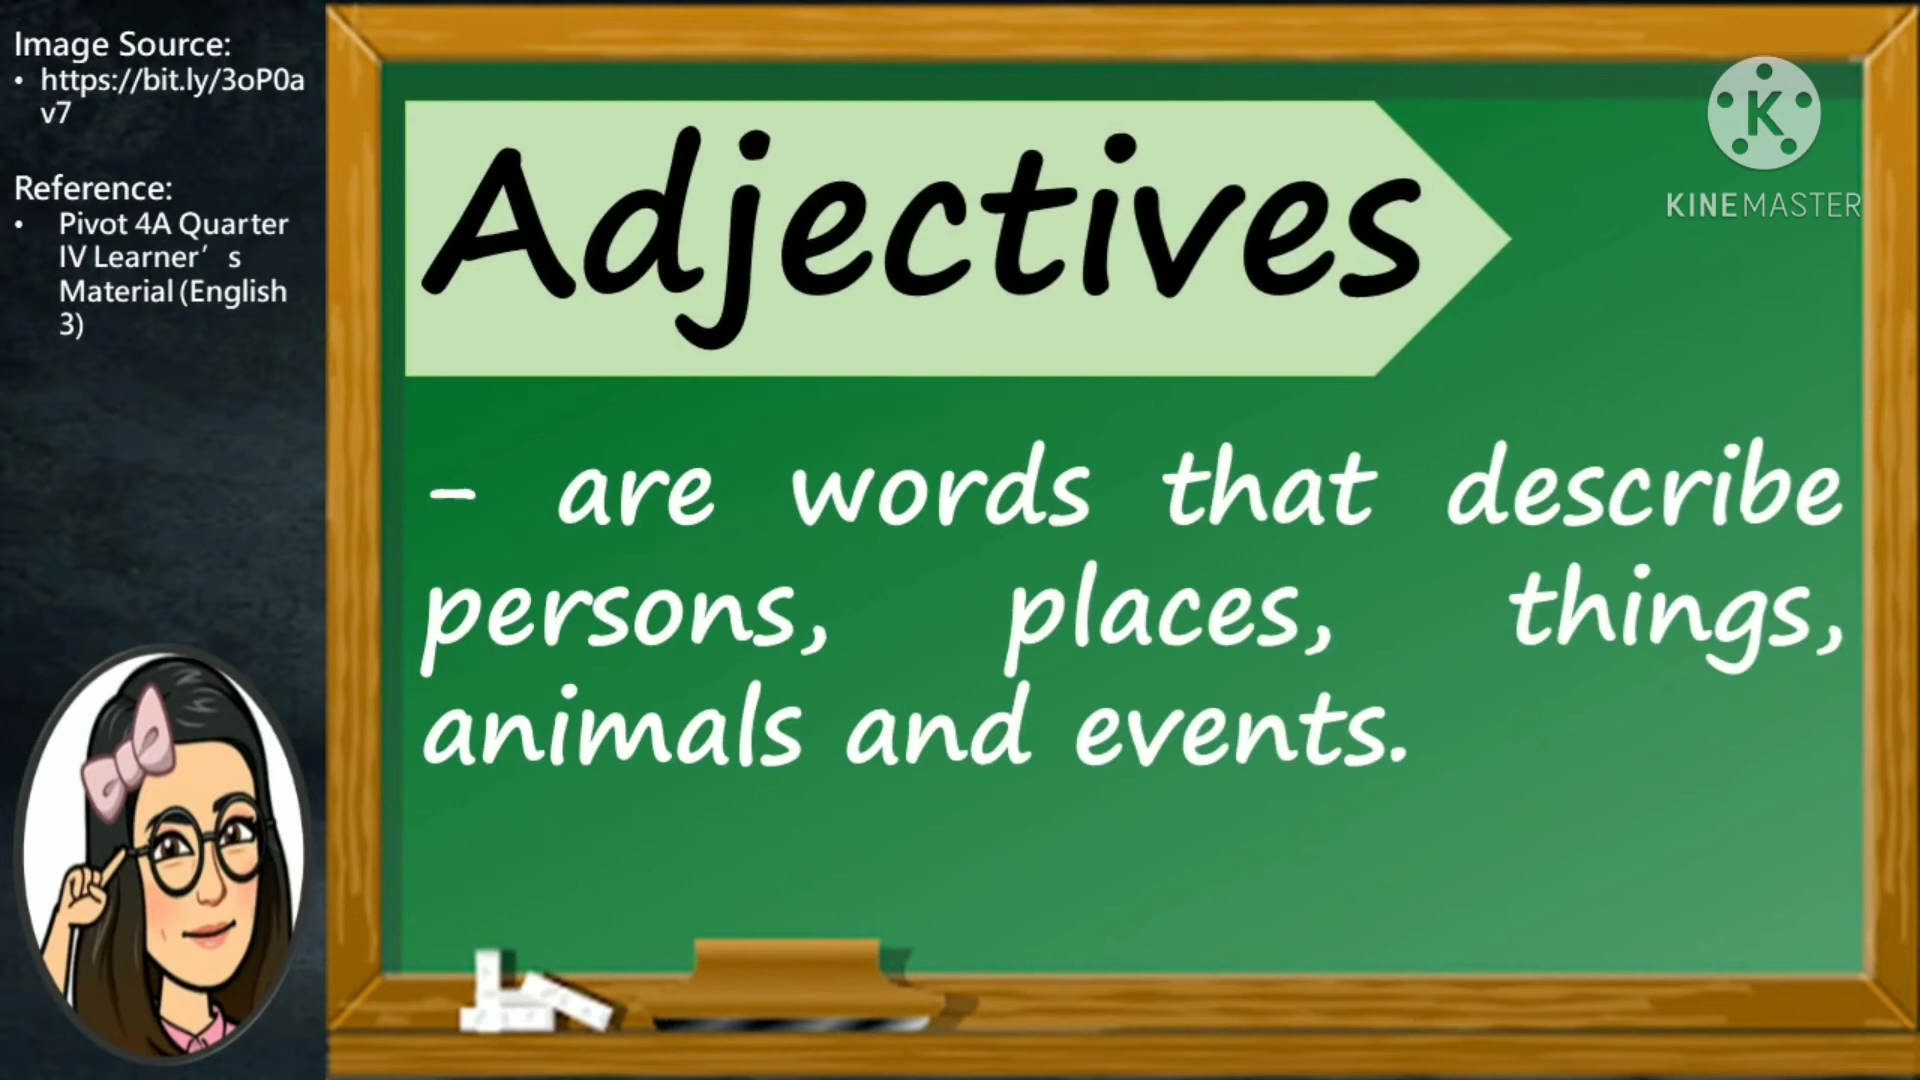 Image Source:
• https://bit.ly/3oP0a
v7
Reference:
• Pivot 4A Quarter
IV Learner’s
Material (English
3)
Adjectives
K
KINEMASTER
- are words that describe
persons, places, things,
animals and events.